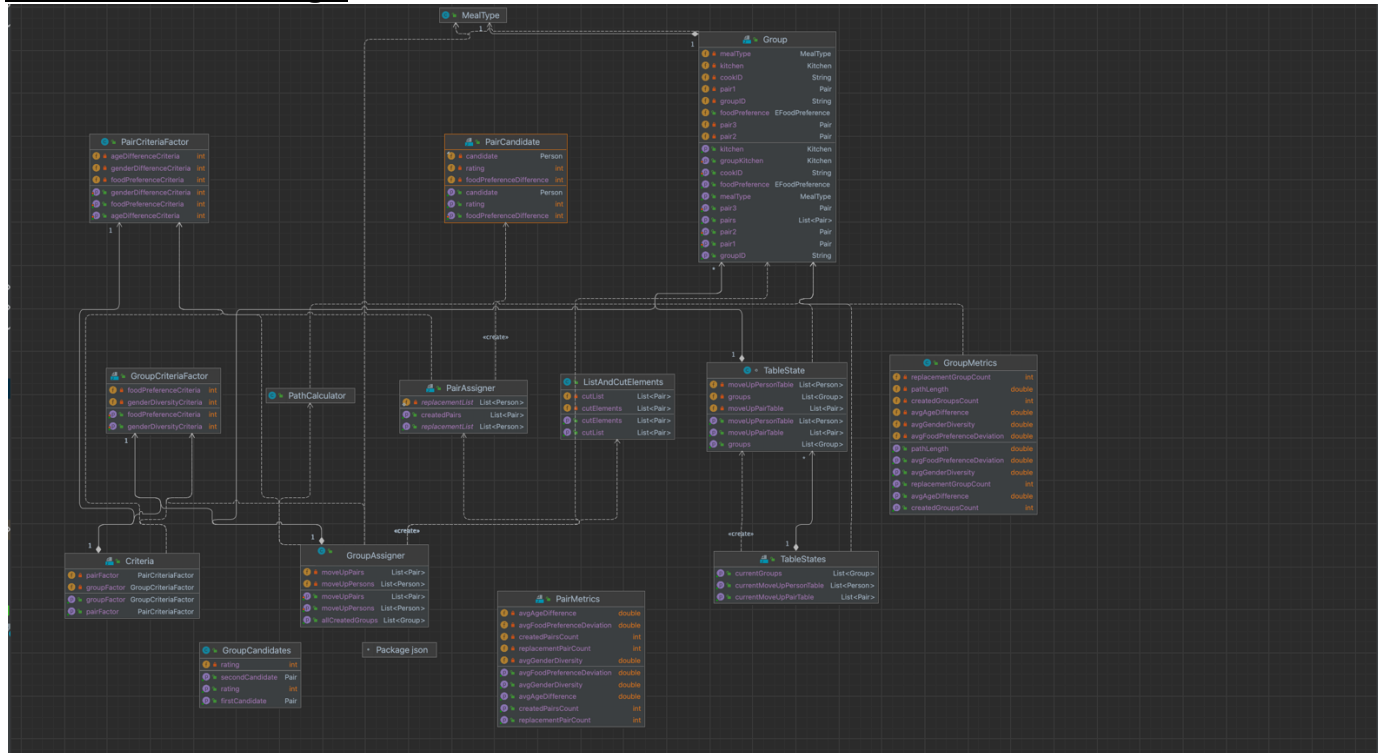 MealType
1
1
Group
mealType MealType
kitchen Kitchen
cookID String
pair1 Pair
groupID String
foodPreference EFoodPreference
pair3 Pair
pair2 Pair
kitchen Kitchen
groupKitchen Kitchen
cookID String
foodPreference EFoodPreference
mealType MealType
pair3 Pair
pairs List<Pair>
pair2 Pair
pair1 Pair
groupID String
PairCriteriaFactor
ageDifferenceCriteria int
genderDifferenceCriteria int
foodPreferenceCriteria int
genderDifferenceCriteria int
foodPreferenceCriteria int
ageDifferenceCriteria int
1
PairCandidate
candidate Person
rating int
foodPreferenceDifference int
candidate Person
rating int
foodPreferenceDifference int
*
«create»
GroupCriteriaFactor
foodPreferenceCriteria int
genderDiversityCriteria int
foodPreferenceCriteria int
genderDiversityCriteria int
1
PathCalculator
PairAssigner
replacementList List<Person>
createdPairs List<Pair>
replacementList List<Person>
ListAndCutElements
cutList List<Pair>
cutElements List<Pair>
cutElements List<Pair>
cutList List<Pair>
1
TableState
moveUpPersonTable List<Person>
groups List<Group>
moveUpPairTable List<Pair>
moveUpPersonTable List<Person>
moveUpPairTable List<Pair>
groups List<Group>
*
GroupMetrics
replacementGroupCount int
pathLength double
createdGroupsCount int
avgAgeDifference double
avgGenderDiversity double
avgFoodPreferenceDeviation double
pathLength double
avgFoodPreferenceDeviation double
avgGenderDiversity double
replacementGroupCount int
avgAgeDifference double
createdGroupsCount int
1
Criteria
pairFactor PairCriteriaFactor
groupFactor GroupCriteriaFactor
groupFactor GroupCriteriaFactor
pairFactor PairCriteriaFactor
«create»
1
GroupAssigner
moveUpPairs List<Pair>
moveUpPersons List<Person>
moveUpPairs List<Pair>
moveUpPersons List<Person>
allCreatedGroups List<Group>
«create»
1
TableStates
currentGroups List<Group>
currentMoveUpPersonTable List<Person>
currentMoveUpPairTable List<Pair>
PairMetrics
avgAgeDifference double
avgFoodPreferenceDeviation double
createdPairsCount int
replacementPairCount int
avgGenderDiversity double
avgFoodPreferenceDeviation double
avgGenderDiversity double
avgAgeDifference double
createdPairsCount int
replacementPairCount int
GroupCandidates
rating int
secondCandidate Pair
rating int
firstCandidate Pair
Package json